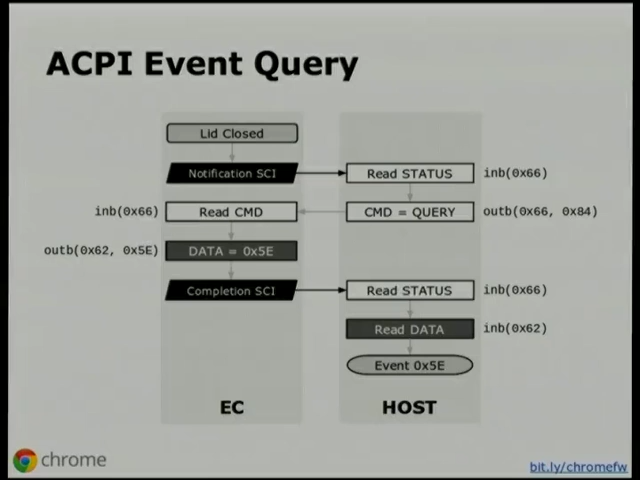 ACPI Event Query
Lid Closed
Notification SCI
Read STATUS
inb(0x66)
inb(0x66)
Read CMD
CMD = QUERY
outb(0x66, 0x84)
outb(0x62, 0x5E)
DATA = 0x5E
Completion SCI
Read STATUS
inb(0x66)
Read DATA
inb(0x62)
Event 0x5E
EC
HOST
chrome
bit.ly/chromefw